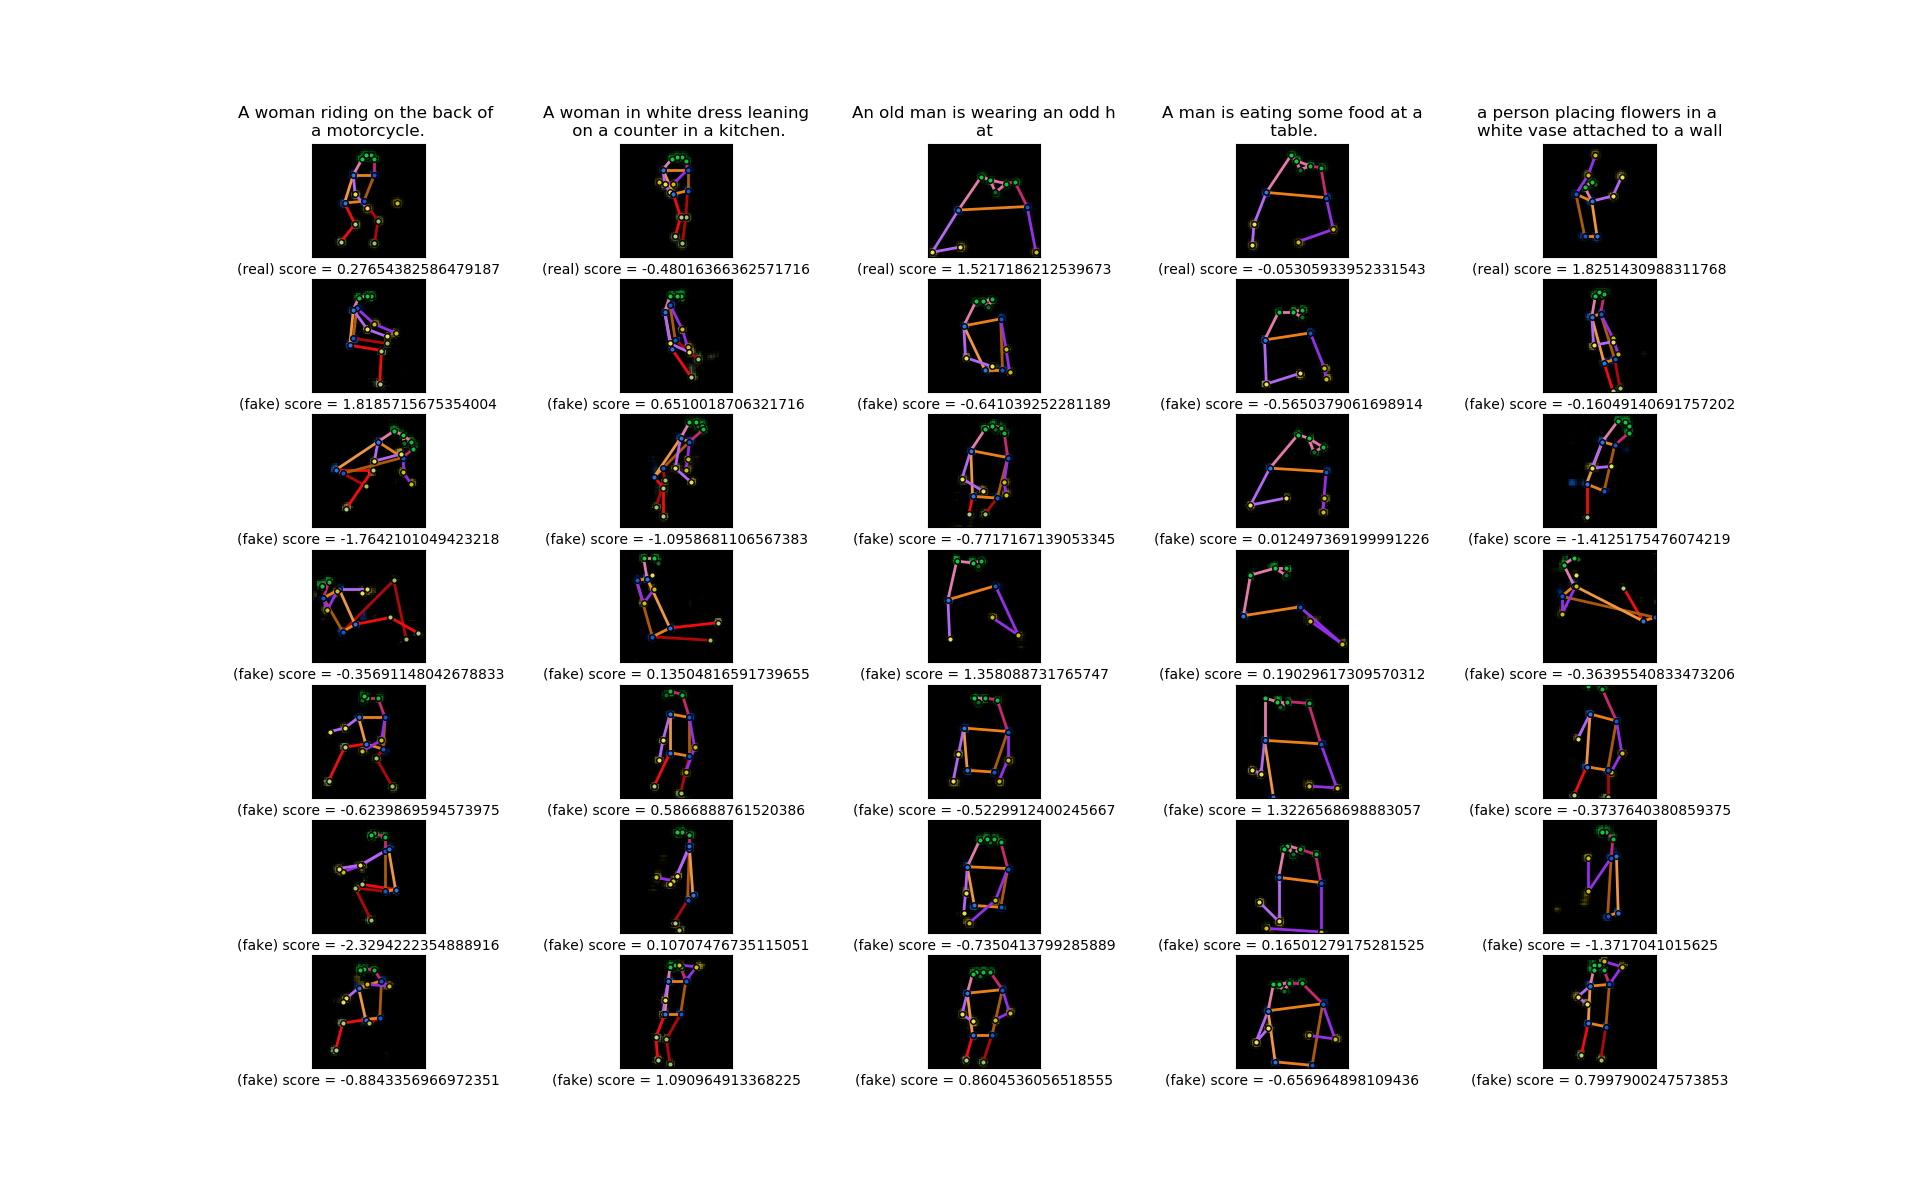 A woman riding on the back of
a motorcycle.
A woman in white dress leaning
on a counter in a kitchen.
An old man is wearing an odd h
at
A man is eating some food at a
table.
a person placing flowers in a
white vase attached to a wall
(real) score = 0.27654382586479187
(real) score = -0.48016366362571716
(real) score = 1.5217186212539673
(real) score = -0.05305933952331543
(real) score = 1.8251430988311768
(fake) score = 1.8185715675354004
(fake) score = 0.6510018706321716
(fake) score = -0.641039252281189
(fake) score = -0.5650379061698914
(fake) score = -0.16049140691757202
(fake) score = -1.7642101049423218
(fake) score = -1.0958681106567383
(fake) score = -0.7717167139053345
(fake) score = 0.012497369199991226
(fake) score = -1.4125175476074219
(fake) score = -0.35691148042678833
(fake) score = 0.13504816591739655
(fake) score = 1.358088731765747
(fake) score = 0.19029617309570312
(fake) score = -0.36395540833473206
(fake) score = -0.6239869594573975
(fake) score = 0.5866888761520386
(fake) score = -0.5229912400245667
(fake) score = 1.3226568698883057
(fake) score = -0.3737640380859375
(fake) score = -2.3294222354888916
(fake) score = 0.10707476735115051
(fake) score = -0.7350413799285889
(fake) score = 0.16501279175281525
(fake) score = -1.3717041015625
(fake) score = -0.8843356966972351
(fake) score = 1.090964913368225
(fake) score = 0.8604536056518555
(fake) score = -0.656964898109436
(fake) score = 0.7997900247573853